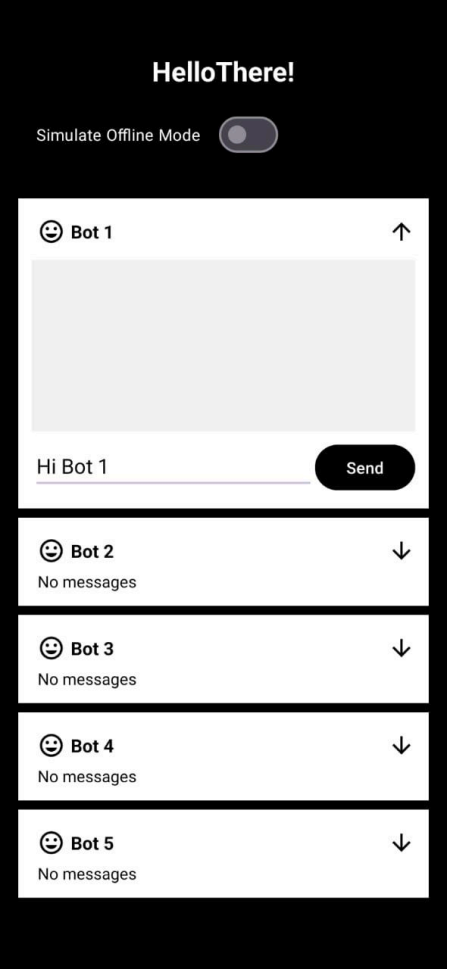 HelloThere!
Simulate Offline Mode
Bot 1
Hi Bot 1
Send
Bot 2
No messages
Bot 3
No messages
Bot 4
No messages
Bot 5
No messages